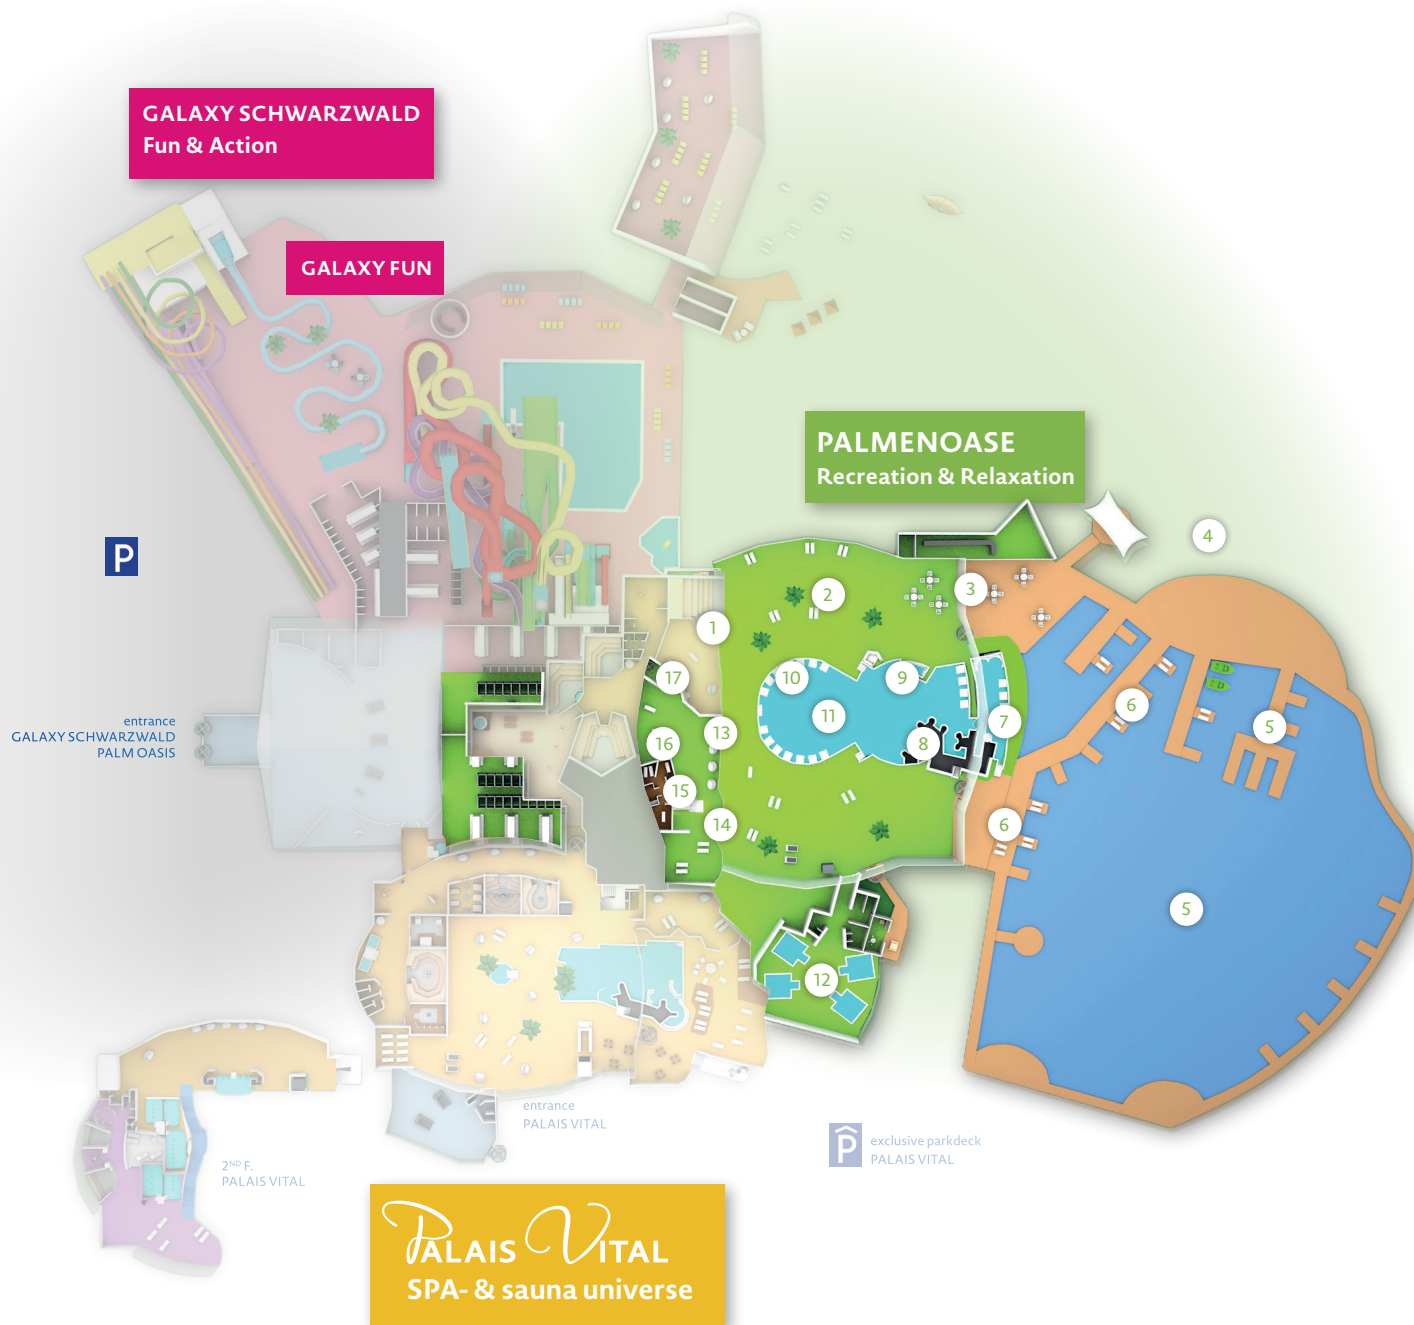 GALAXY SCHWARZWALD
Fun & Action
GALAXY FUN
PALMENOASE
Recreation & Relaxation
P
4
2
3
1
17
10
9
6
11
7
5
13
16
8
15
14
6
5
12
entrance
GALAXY SCHWARZWALD
PALM OASIS
entrance
PALAIS VITAL
P
exclusive parkdeck
PALAIS VITAL
2ND F.
PALAIS VITAL
PALAIS VITAL
SPA- & sauna universe